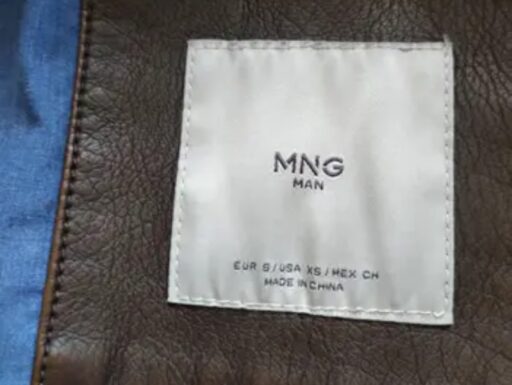 MNG
MAN
EUR S / USA XS / MEX CH
MADE IN CHINA